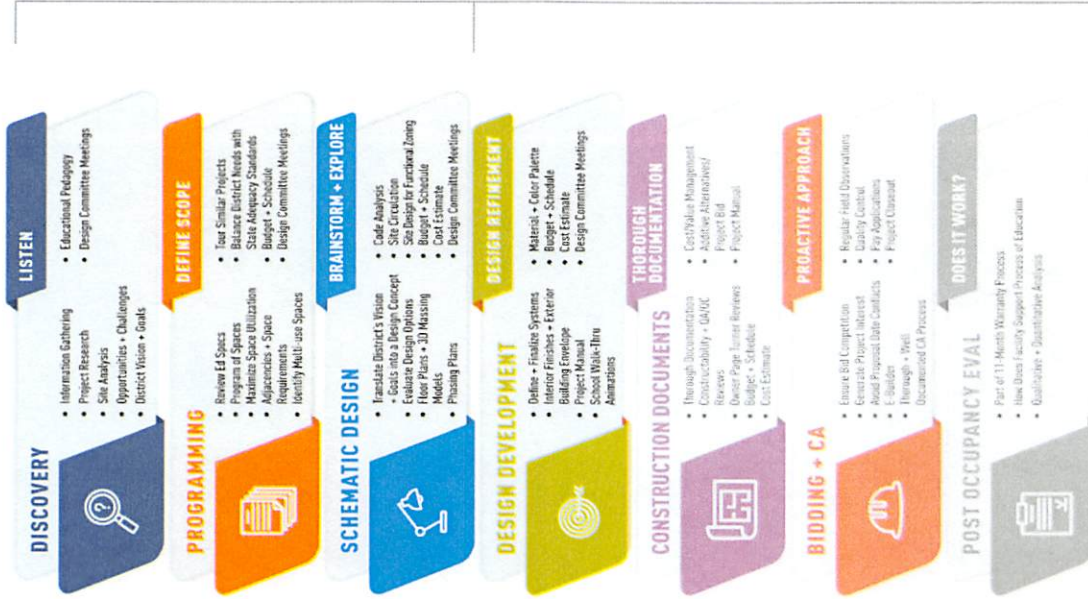 DISCOVERY
LISTEN
• Information Gathering
• Project Research
• Site Analysis
• Opportunities + Challenges
• District Vision + Goals
• Educational Pedagogy
• Design Committee Meetings
PROGRAMMING
DEFINE SCOPE
• Review Ed Specs
• Program of Spaces
• Maximize Space Utilization
• Adjacencies + Space
Requirements
• Identify Multi-use Spaces
• Tour Similar Projects
• Balance District Needs with
State Adequacy Standards
• Budget + Schedule
• Design Committee Meetings
SCHEMATIC DESIGN
BRAINSTORM + EXPLORE
• Translate District's Vision
+ Goals into a Design Concept
• Evaluate Design Options
• Floor Plans + 3D Massing
Models
• Phasing Plans
• Code Analysis
• Site Circulation
• Site Design for Functional Zoning
• Budget + Schedule
• Cost Estimate
• Design Committee Meetings
DESIGN DEVELOPMENT
DESIGN REFINEMENT
• Define + Finalize Systems
• Interior Finishes + Exterior
Building Envelope
• Project Manual
• School Walk-Thru
Animations
• Material + Color Palette
• Budget + Schedule
• Cost Estimate
• Design Committee Meetings
CONSTRUCTION DOCUMENTS
THOROUGH
DOCUMENTATION
• Thorough Documentation
• Constructability + QA/QC
Reviews
• Owner Page Turner Reviews
• Budget + Schedule
• Cost Estimate
• Cost/Value Management
• Additive Alternatives/
Project Bid
• Project Manual
BIDDING + CA
PROACTIVE APPROACH
• Ensure Bid Competition
• Generate Project Interest
• Avoid Proposal Date Conflicts
• E-Builder
• Thorough + Well
Documented CA Process
• Regular Field Observations
• Quality Control
• Pay Applications
• Project Closeout
POST OCCUPANCY EVAL
DOES IT WORK?
• Part of 11-Month Warranty Process
• How Does Facility Support Process of Education
• Qualitative + Quantitative Analysis